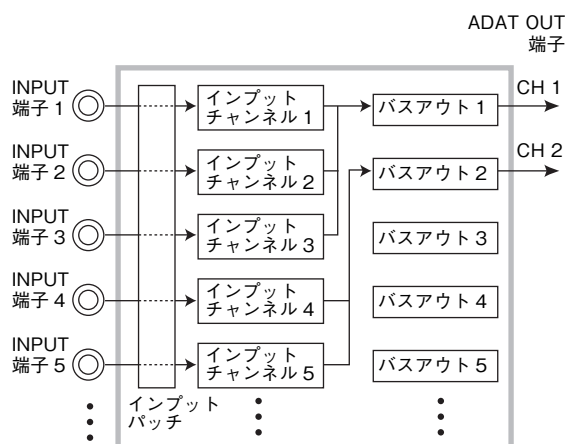 ADAT OUT
端子
INPUT
端子 1
インプット
チャンネル 1
バスアウト 1
CH 1
INPUT
端子 2
インプット
チャンネル 2
バスアウト 2
CH 2
INPUT
端子 3
インプット
チャンネル 3
バスアウト 3
INPUT
端子 4
インプット
チャンネル 4
バスアウト 4
INPUT
端子 5
インプット
チャンネル 5
バスアウト 5
インプット
パッチ